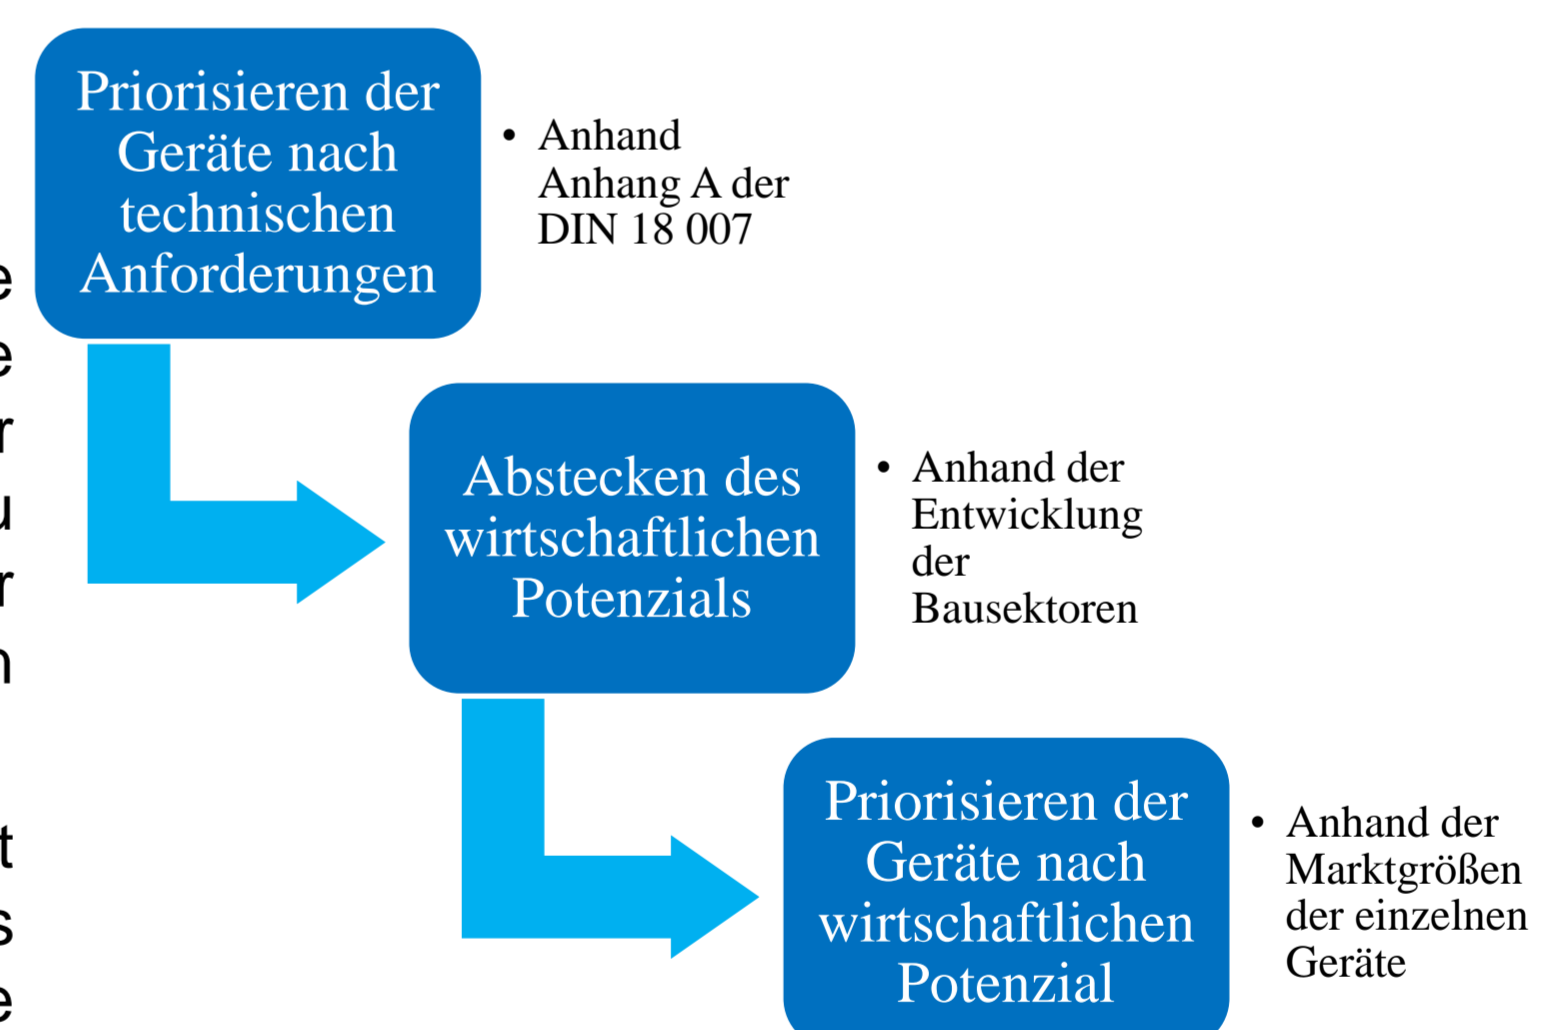 Priorisieren der
Geräte nach
technischen
Anforderungen
• Anhand
Anhang A der
DIN 18 007
Abstecken des
wirtschaftlichen
Potenzials
• Anhand der
Entwicklung
der
Bausektoren
Priorisieren der
Geräte nach
wirtschaftlichen
Potenzial
• Anhand der
Marktgrößen
der einzelnen
Geräte